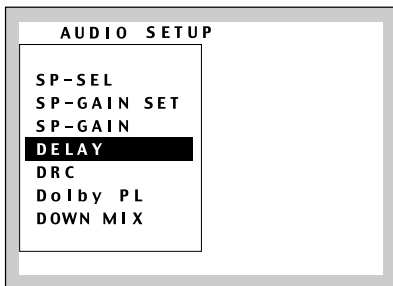 AUDIO SETUP
SP-SEL
SP-GAIN SET
SP-GAIN
DELAY
DRC
Dolby PL
DOWN MIX